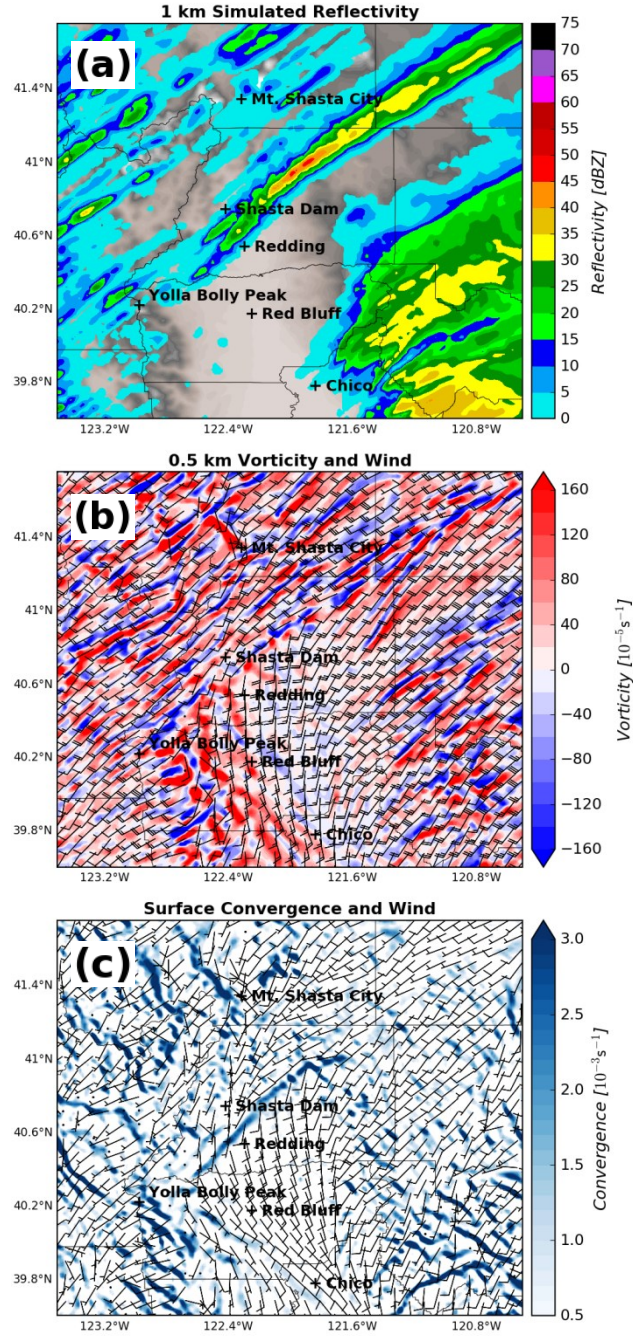 1 km Simulated Reflectivity
(a)
41.4°N
41°N
40.6°N
40.2°N
39.8°N
Mt. Shasta City
Shasta Dam
Redding
Yolla Bolly Peak
Red Bluff
Chico
123.2°W 122.4°W 121.6°W 120.8°W
75
70
65
60
55
50
45
40
35
30
25
20
15
10
5
0
Reflectivity [dBZ]
0.5 km Vorticity and Wind
(b)
41.4°N
41°N
40.6°N
40.2°N
39.8°N
Mt. Shasta City
Shasta Dam
Redding
Yolla Bolly Peak
Red Bluff
Chico
123.2°W 122.4°W 121.6°W 120.8°W
160
120
80
40
0
−40
−80
−120
−160
Vorticity [10⁻⁵s⁻¹]
Surface Convergence and Wind
(c)
41.4°N
41°N
40.6°N
40.2°N
39.8°N
Mt. Shasta City
Shasta Dam
Redding
Yolla Bolly Peak
Red Bluff
Chico
123.2°W 122.4°W 121.6°W 120.8°W
3.0
2.5
2.0
1.5
1.0
0.5
Convergence [10⁻³s⁻¹]